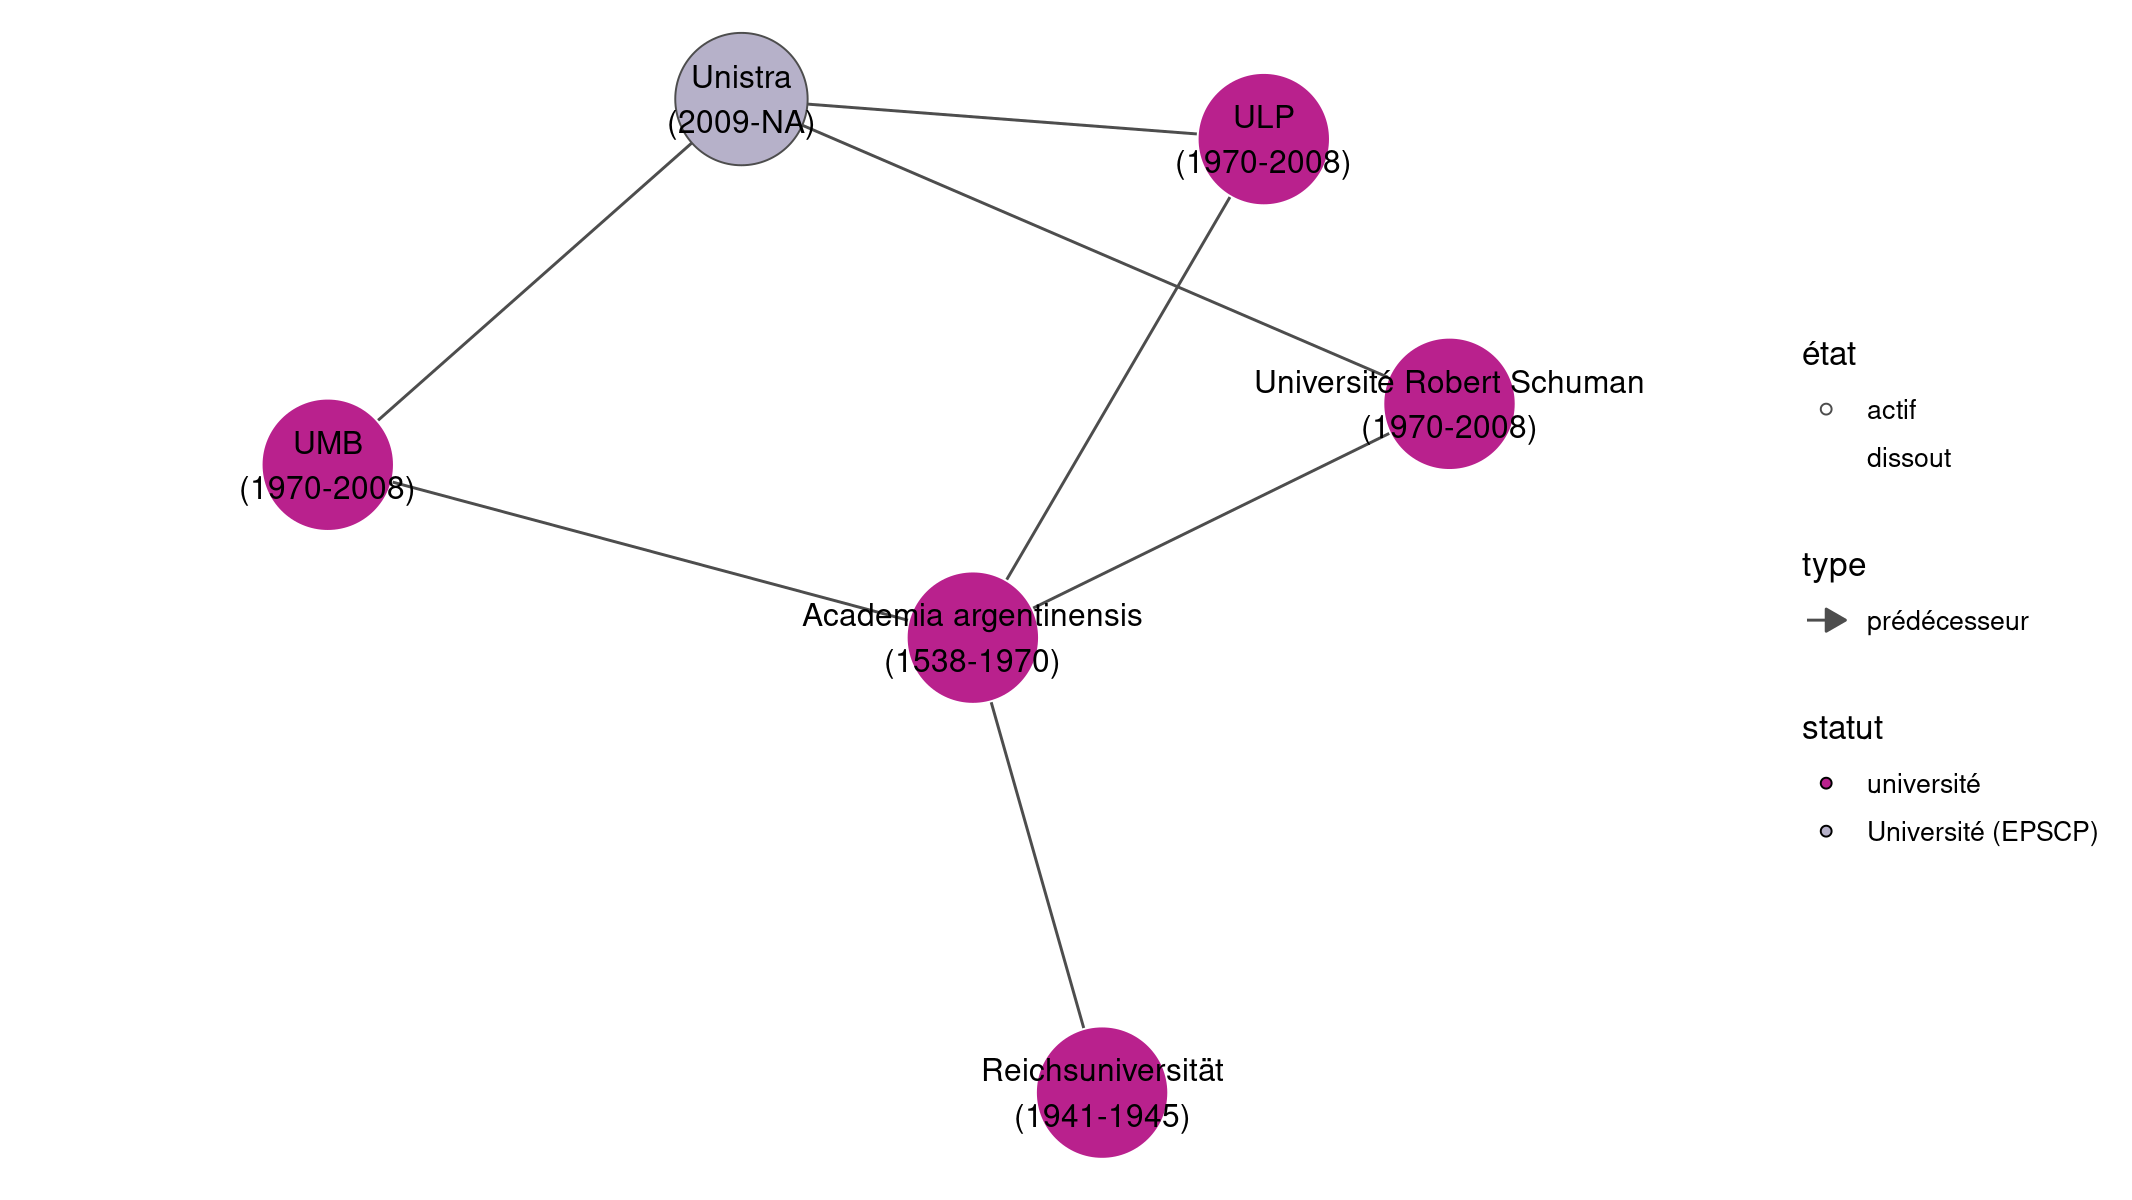 Unistra
(2009-NA)
ULP
(1970-2008)
Université Robert Schuman
(1970-2008)
UMB
(1970-2008)
Academia argentinensis
(1538-1970)
Reichsuniversität
(1941-1945)
état
actif
dissout
type
prédécesseur
statut
université
Université (EPSCP)